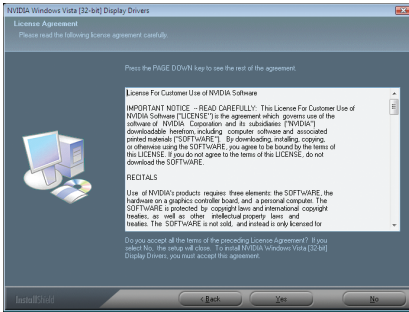 NVIDIA Windows Vista [32-bit] Display Drivers
License Agreement
Please read the following license agreement carefully.
Press the PAGE DOWN key to see the rest of the agreement.
License For Customer Use of NVIDIA Software
IMPORTANT NOTICE -- READ CAREFULLY: This License For Customer Use of
NVIDIA Software ("LICENSE") is the agreement which governs use of the
software of NVIDIA Corporation and its subsidiaries ("NVIDIA")
downloadable herefrom, including computer software and associated
printed materials ("SOFTWARE"). By downloading, installing, copying,
or otherwise using the SOFTWARE, you agree to be bound by the terms of
this LICENSE. If you do not agree to the terms of this LICENSE, do not
download the SOFTWARE.
RECITALS
Use of NVIDIA's products requires three elements: the SOFTWARE, the
hardware on a graphics controller board, and a personal computer. The
SOFTWARE is protected by copyright laws and international copyright
treaties, as well as other intellectual property laws and
treaties. The SOFTWARE is not sold, and instead is only licensed for
Do you accept all the terms of the preceding License Agreement? If you
select No, the setup will close. To install NVIDIA Windows Vista [32-bit]
Display Drivers, you must accept this agreement.
InstallShield
< Back
Yes
No